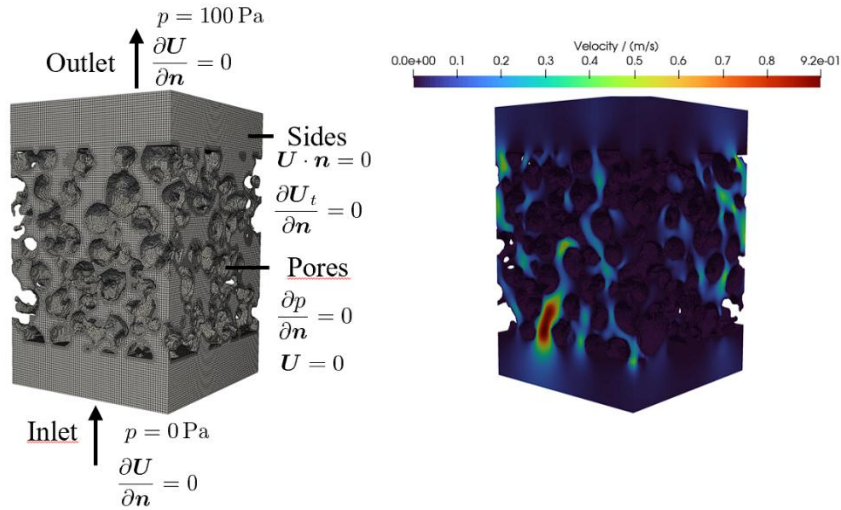 p = 100 Pa
Outlet
∂U/∂n = 0
Sides
U · n = 0
∂U_t/∂n = 0
Pores
∂p/∂n = 0
U = 0
Inlet
p = 0 Pa
∂U/∂n = 0
Velocity / (m/s)
0.0e+00 0.1 0.2 0.3 0.4 0.5 0.6 0.7 0.8 9.2e-01